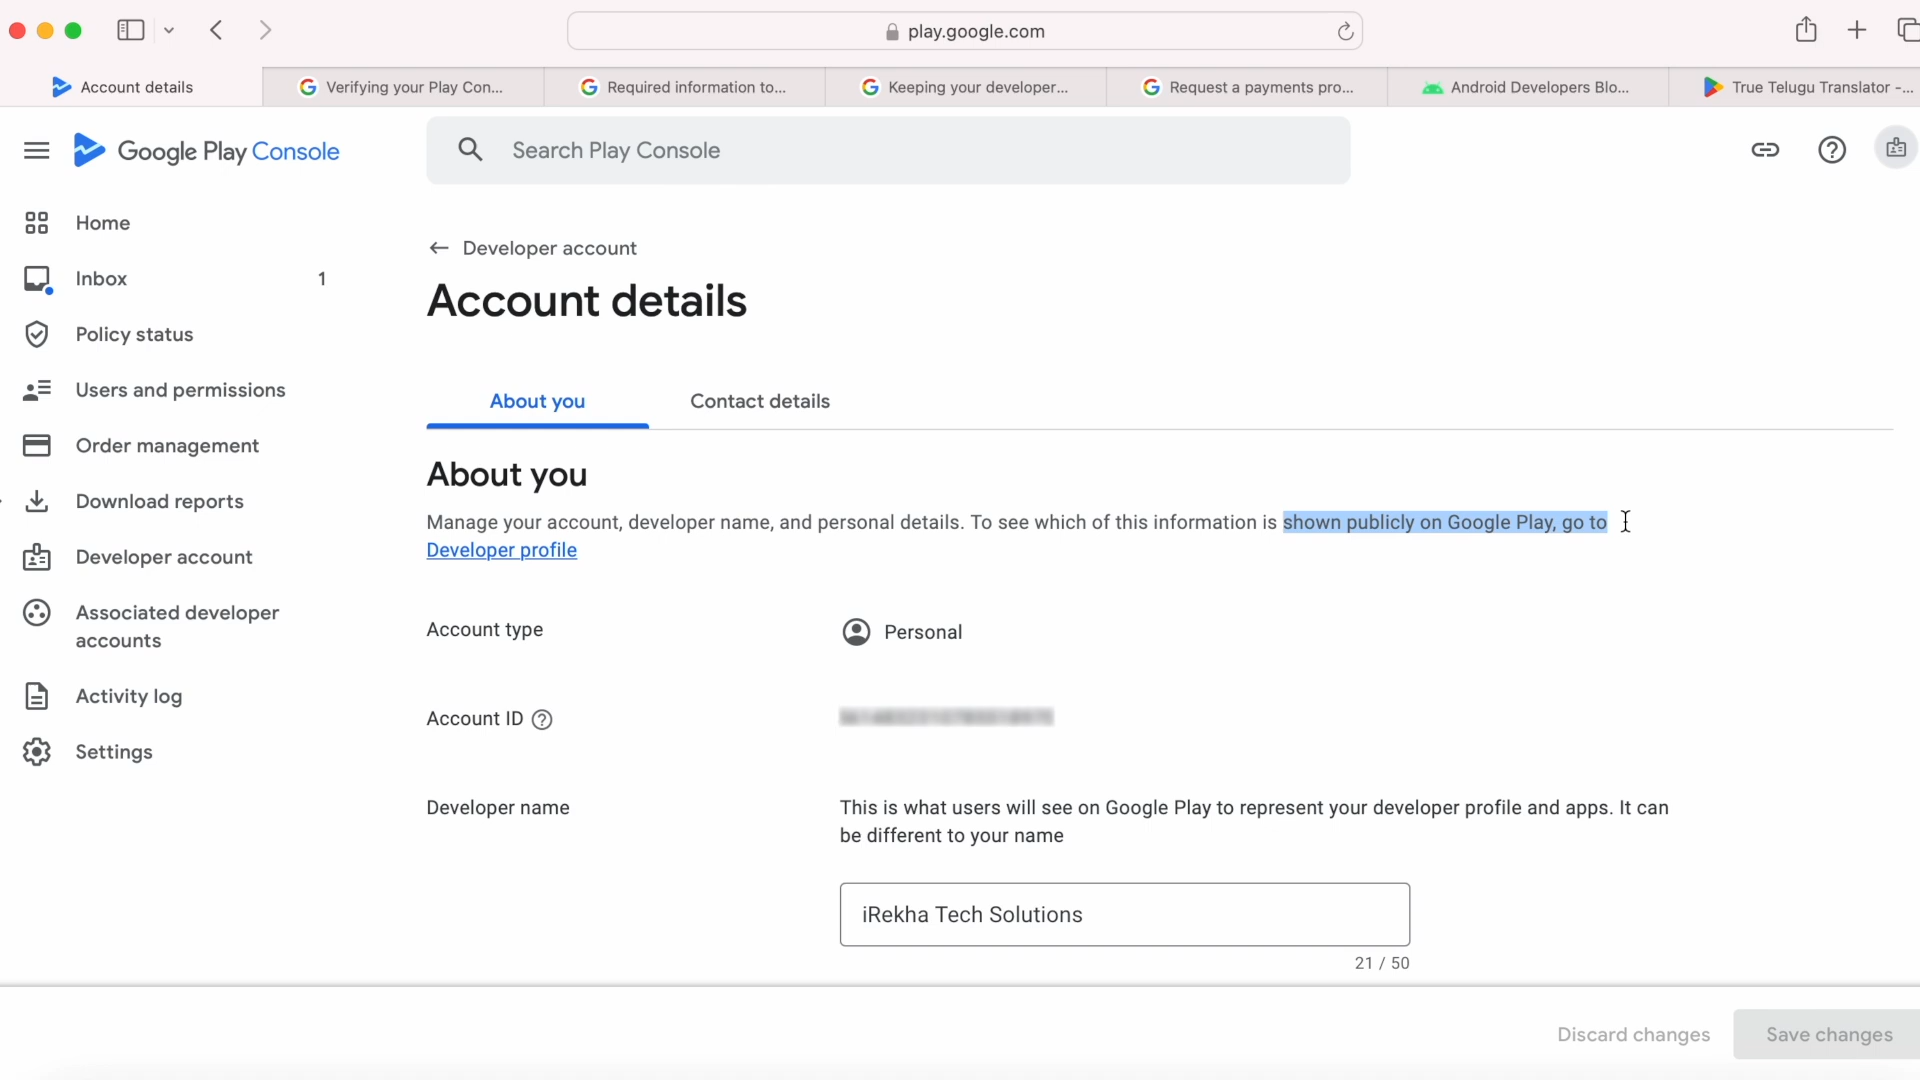 play.google.com
Account details
Verifying your Play Con...
Required information to...
Keeping your developer...
Request a payments pro...
Android Developers Blo...
True Telugu Translator -...
Google Play Console
Search Play Console
Home
Inbox 1
Policy status
Users and permissions
Order management
Download reports
Developer account
Associated developer
accounts
Activity log
Settings
← Developer account
Account details
About you
Contact details
About you
Manage your account, developer name, and personal details. To see which of this information is shown publicly on Google Play, go to
Developer profile
Account type
Personal
Account ID
Developer name
This is what users will see on Google Play to represent your developer profile and apps. It can
be different to your name
iRekha Tech Solutions
21 / 50
Discard changes
Save changes